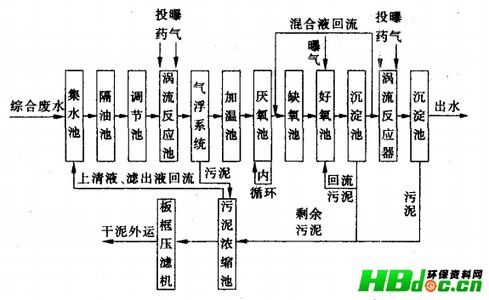 投药
曝气
混合液回流
曝气
投药
曝气
综合废水
集水池
隔油池
调节池
涡流反应池
气浮系统
加温池
厌氧池
缺氧池
好氧池
沉淀池
涡流反应器
沉淀池
出水
上清液、滤出液回流
污泥
内循环
回流污泥
剩余污泥
污泥
干泥外运
板框压滤机
污泥浓缩池
HBdoc.cn
环保资料网